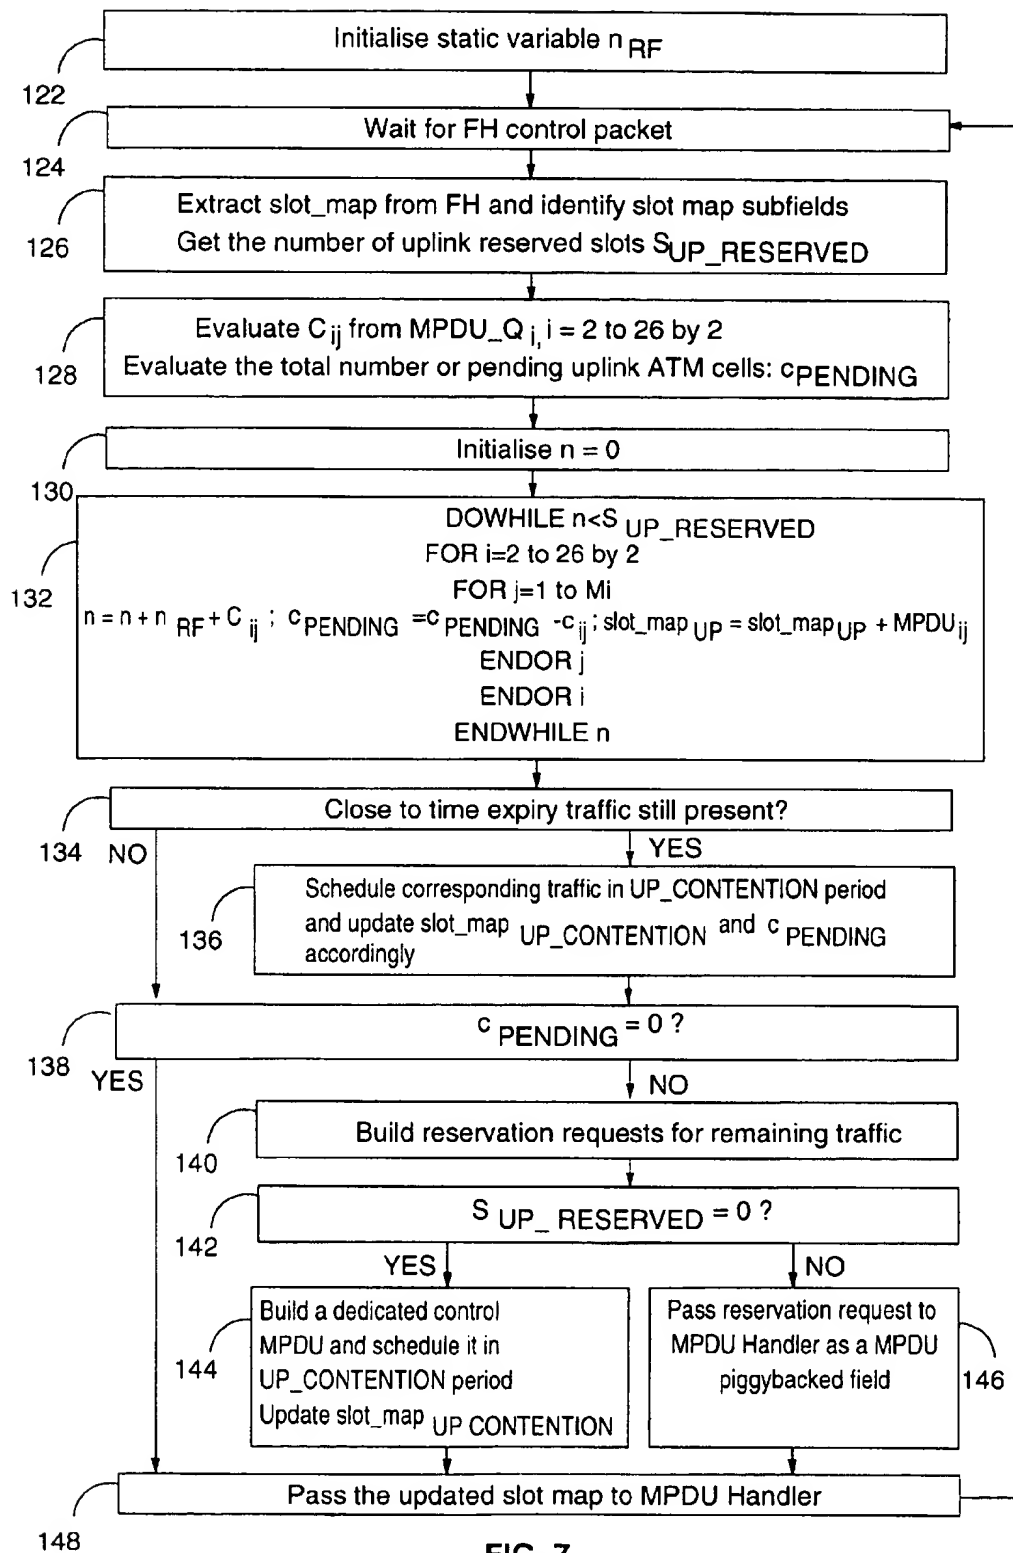 Initialise static variable n RF
122
Wait for FH control packet
124
Extract slot_map from FH and identify slot map subfields
Get the number of uplink reserved slots S UP_RESERVED
126
Evaluate C ij from MPDU_Q i, i = 2 to 26 by 2
Evaluate the total number or pending uplink ATM cells: c PENDING
128
Initialise n = 0
130
DOWHILE n<S UP_RESERVED
FOR i=2 to 26 by 2
FOR j=1 to Mi
n = n + n RF + C ij ; c PENDING =c PENDING -c ij ; slot_map UP = slot_map UP + MPDU ij
ENDOR j
ENDOR i
ENDWHILE n
132
Close to time expiry traffic still present?
134
NO
YES
Schedule corresponding traffic in UP_CONTENTION period
and update slot_map UP_CONTENTION and c PENDING
accordingly
136
c PENDING = 0 ?
138
YES
NO
Build reservation requests for remaining traffic
140
S UP_ RESERVED = 0 ?
142
YES
NO
Build a dedicated control
MPDU and schedule it in
UP_CONTENTION period
Update slot_map UP CONTENTION
144
Pass reservation request to
MPDU Handler as a MPDU
piggybacked field
146
Pass the updated slot map to MPDU Handler
148
FIG. 7